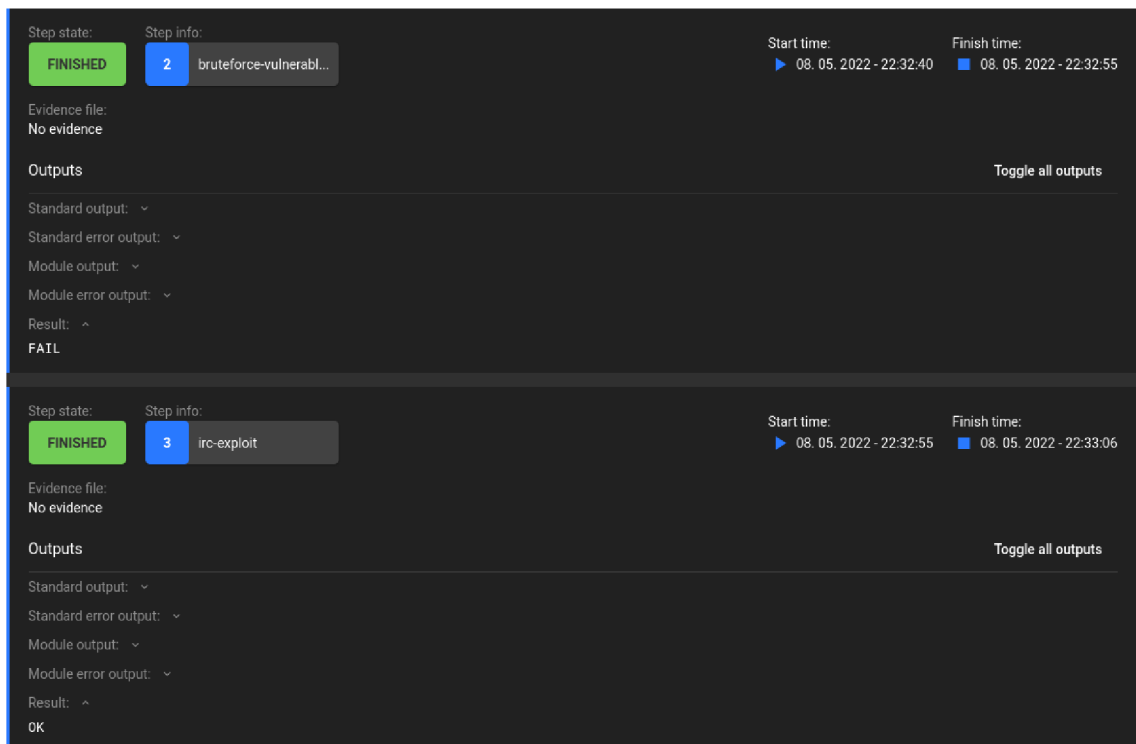 Step state: Step info:
FINISHED 2 bruteforce-vulnerabl...
Start time: Finish time:
08. 05. 2022 - 22:32:40 08. 05. 2022 - 22:32:55
Evidence file:
No evidence
Outputs Toggle all outputs
Standard output:
Standard error output:
Module output:
Module error output:
Result:
FAIL
Step state: Step info:
FINISHED 3 irc-exploit
Start time: Finish time:
08. 05. 2022 - 22:32:55 08. 05. 2022 - 22:33:06
Evidence file:
No evidence
Outputs Toggle all outputs
Standard output:
Standard error output:
Module output:
Module error output:
Result:
OK